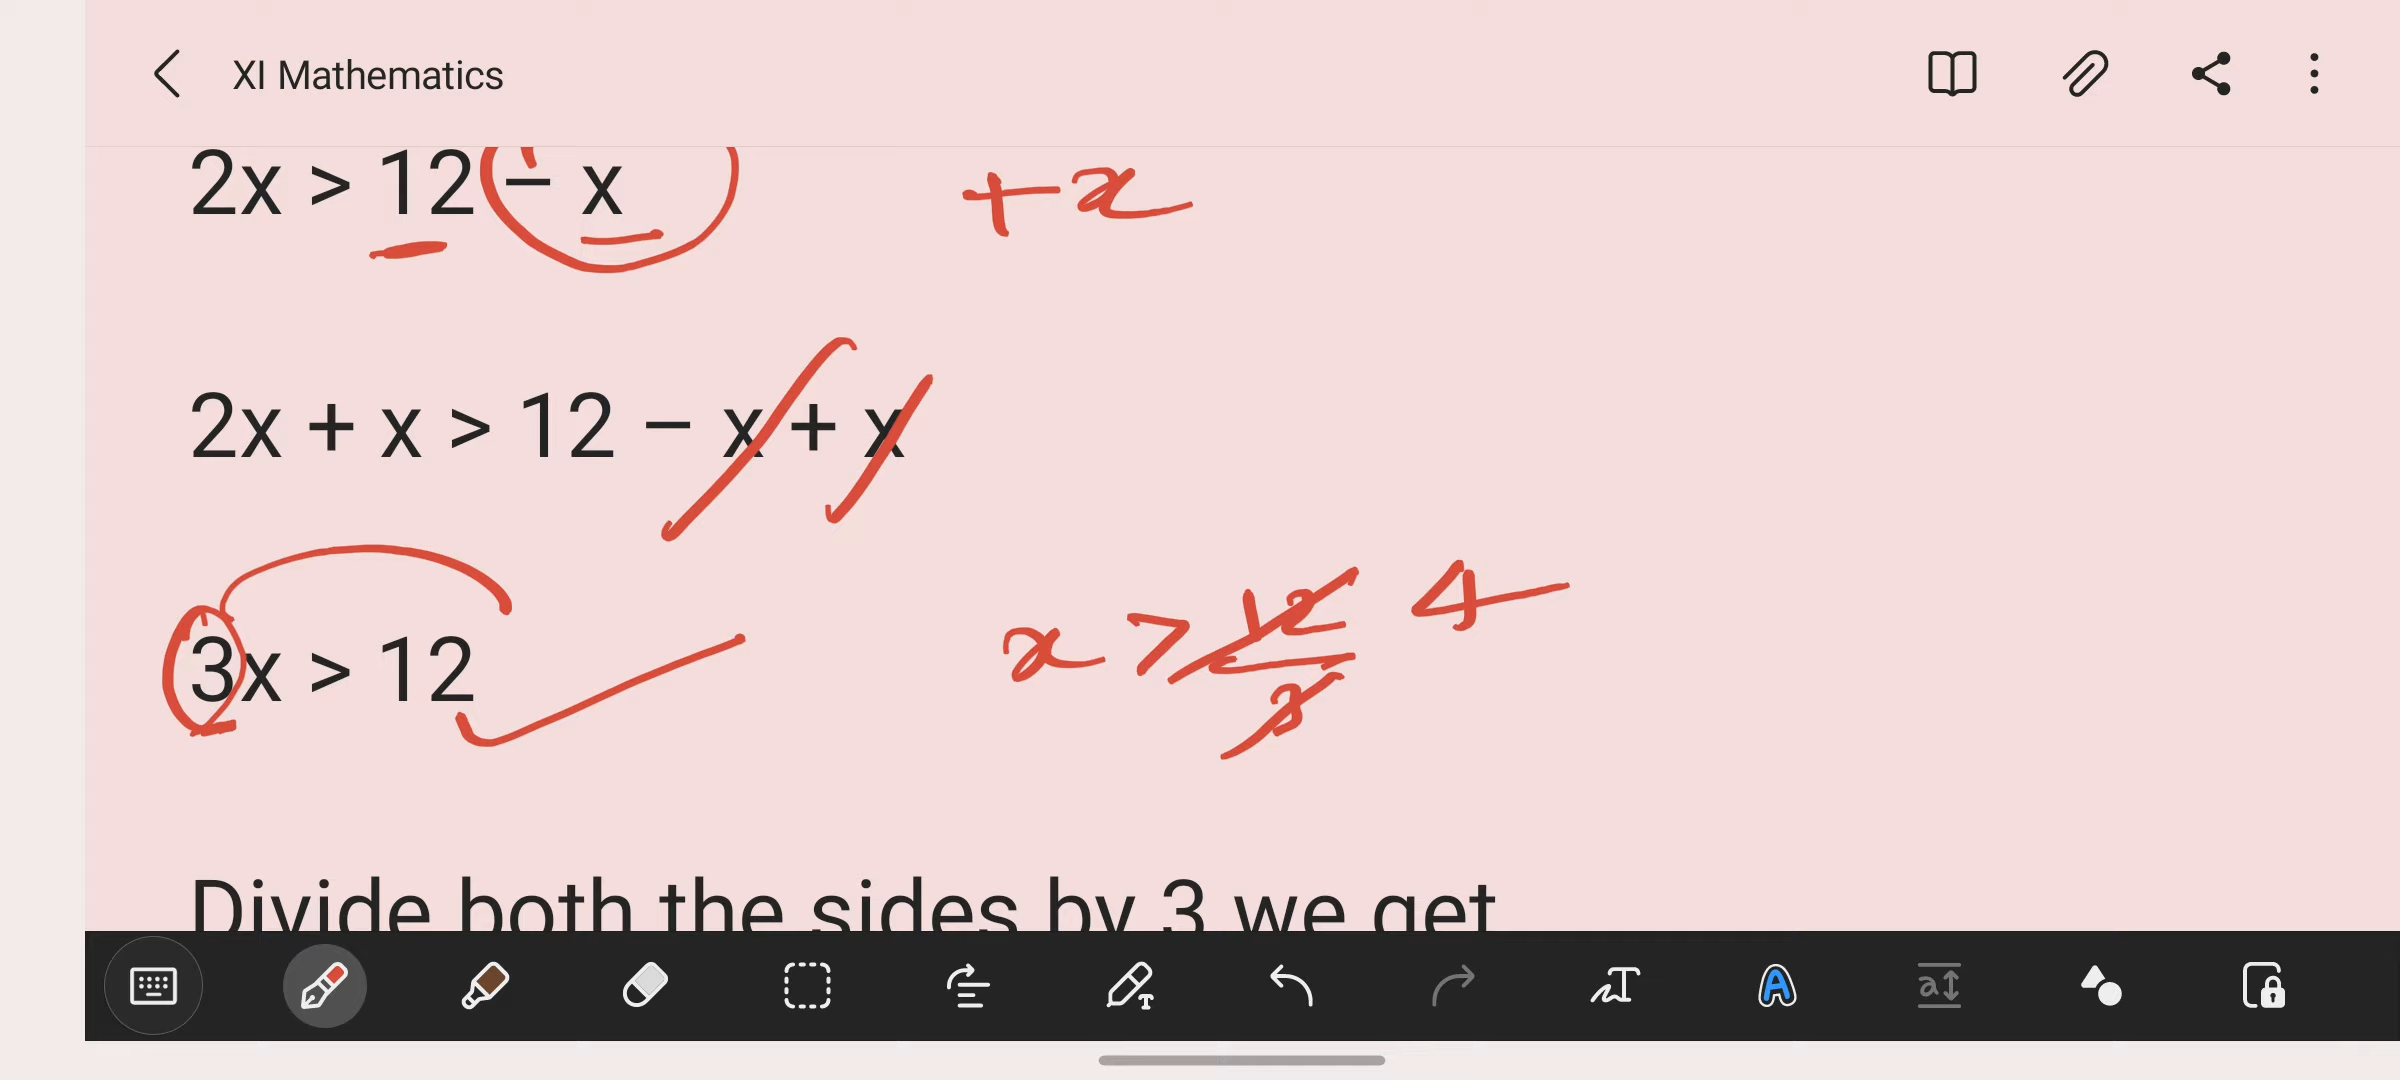 XI Mathematics
2x > 12 − x
+x
2x + x > 12 − x + x
3x > 12
x > 12/3 4
Divide both the sides by 3 we get